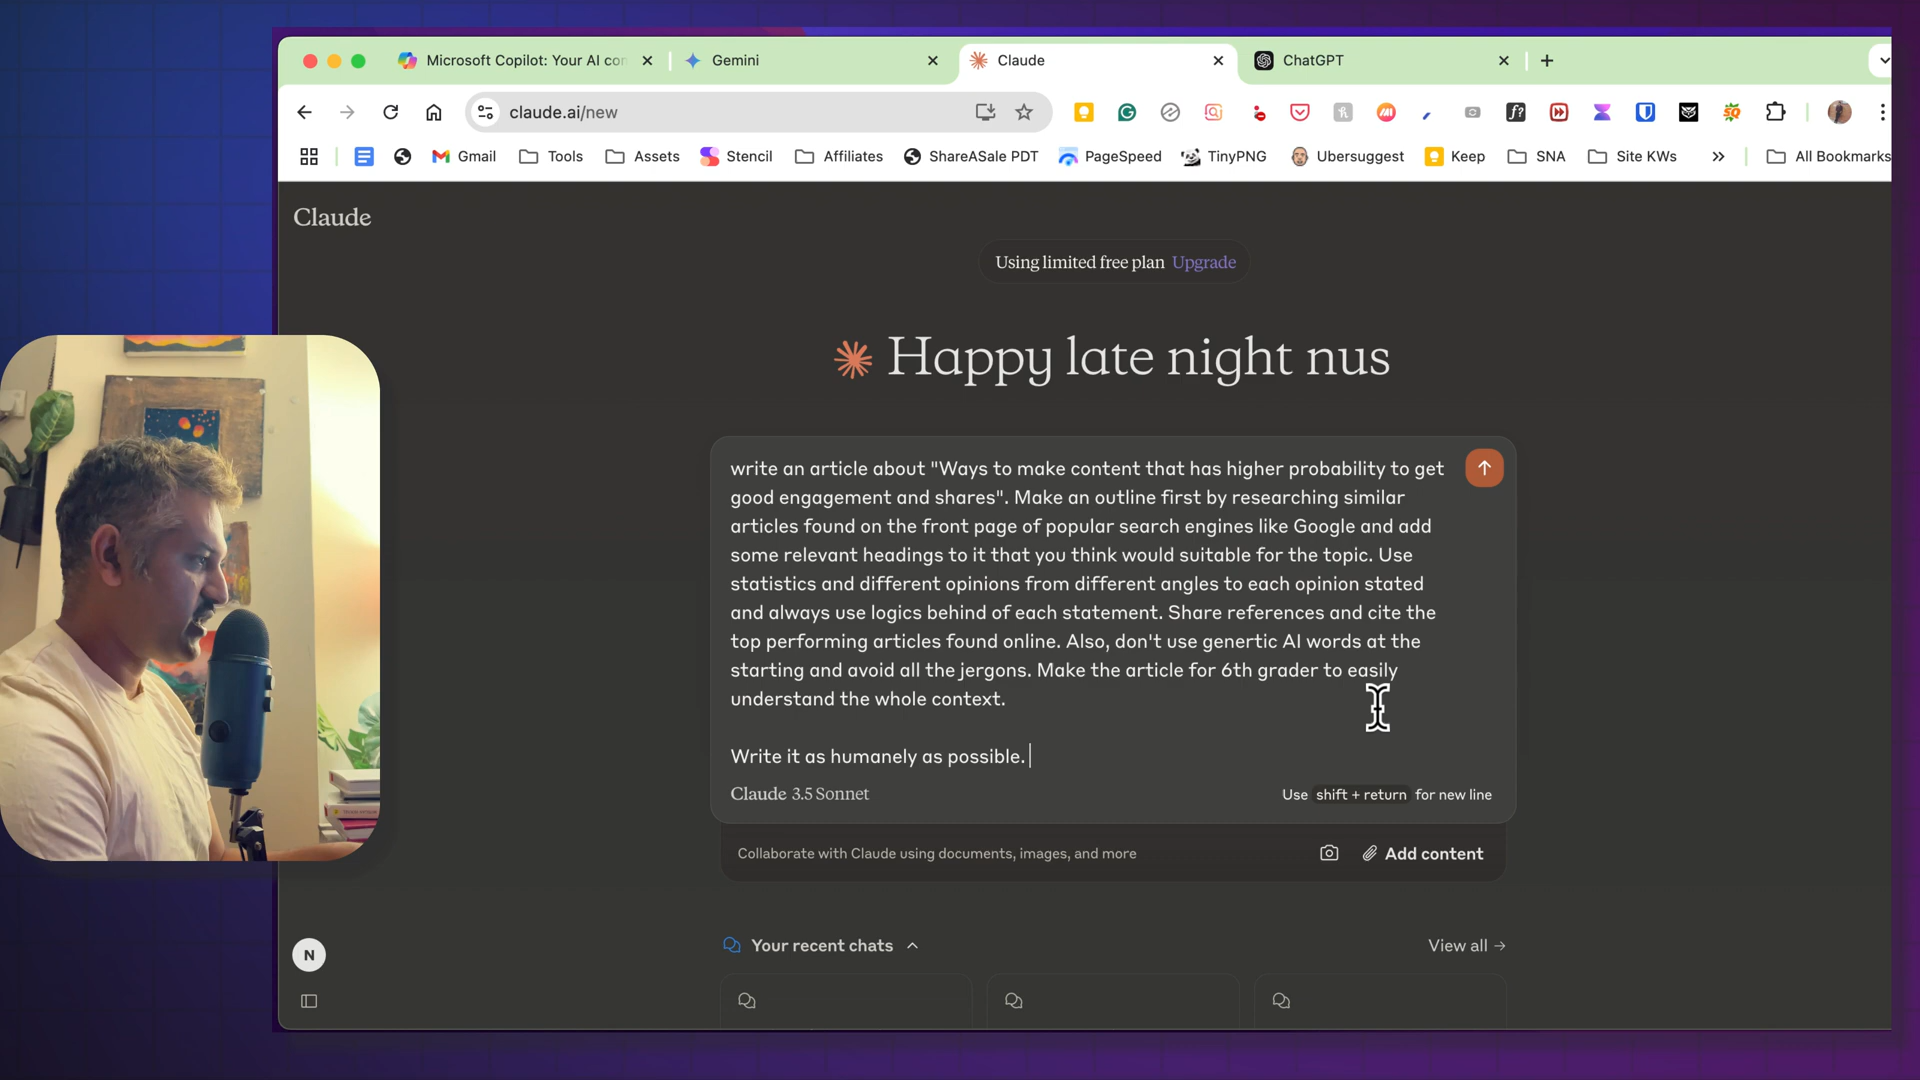 Microsoft Copilot: Your AI con
Gemini
Claude
ChatGPT
claude.ai/new
Gmail
Tools
Assets
Stencil
Affiliates
ShareASale PDT
PageSpeed
TinyPNG
Ubersuggest
Keep
SNA
Site KWs
All Bookmarks
Claude
Using limited free plan Upgrade
Happy late night nus
write an article about "Ways to make content that has higher probability to get
good engagement and shares". Make an outline first by researching similar
articles found on the front page of popular search engines like Google and add
some relevant headings to it that you think would suitable for the topic. Use
statistics and different opinions from different angles to each opinion stated
and always use logics behind of each statement. Share references and cite the
top performing articles found online. Also, don't use genertic AI words at the
starting and avoid all the jergons. Make the article for 6th grader to easily
understand the whole context.
Write it as humanely as possible.
Claude 3.5 Sonnet
Use shift + return for new line
Collaborate with Claude using documents, images, and more
Add content
N
Your recent chats
View all